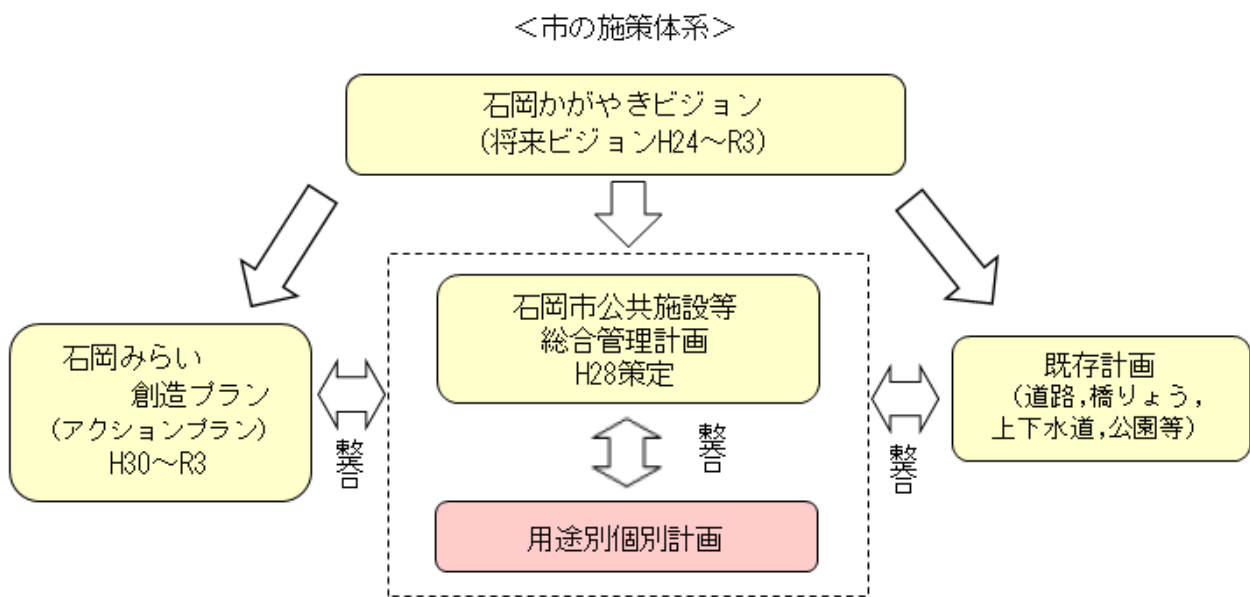 ＜市の施策体系＞
石岡かがやきビジョン
(将来ビジョンH24～R3)
石岡市公共施設等
総合管理計画
H28策定
石岡みらい
創造プラン
(アクションプラン)
H30～R3
整合
整合
整合
既存計画
(道路,橋りょう,
上下水道,公園等)
用途別個別計画